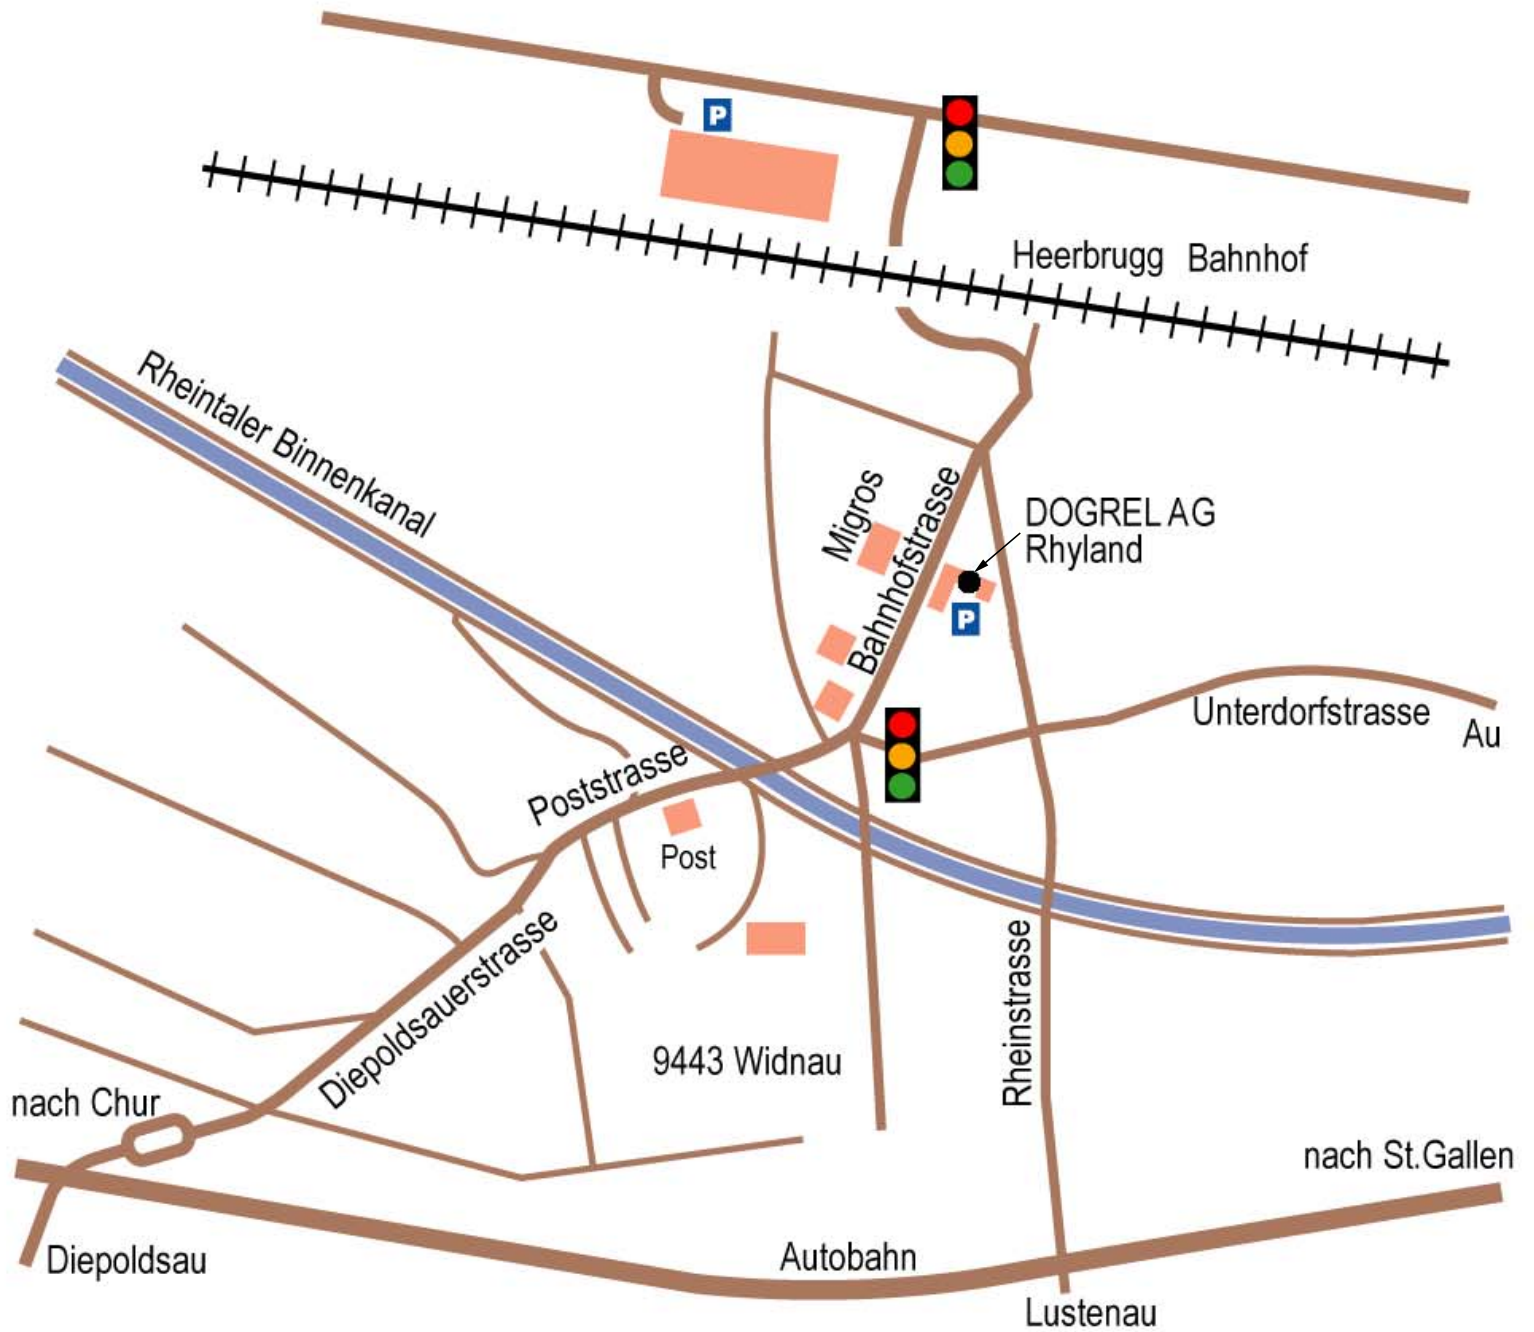 P
Heerbrugg Bahnhof
Rheintaler Binnenkanal
Migros
Bahnhofstrasse
DOGREL AG
Rhyland
P
Unterdorfstrasse
Au
Poststrasse
Post
Diepoldsauerstrasse
Rheinstrasse
9443 Widnau
nach Chur
nach St.Gallen
Diepoldsau
Autobahn
Lustenau